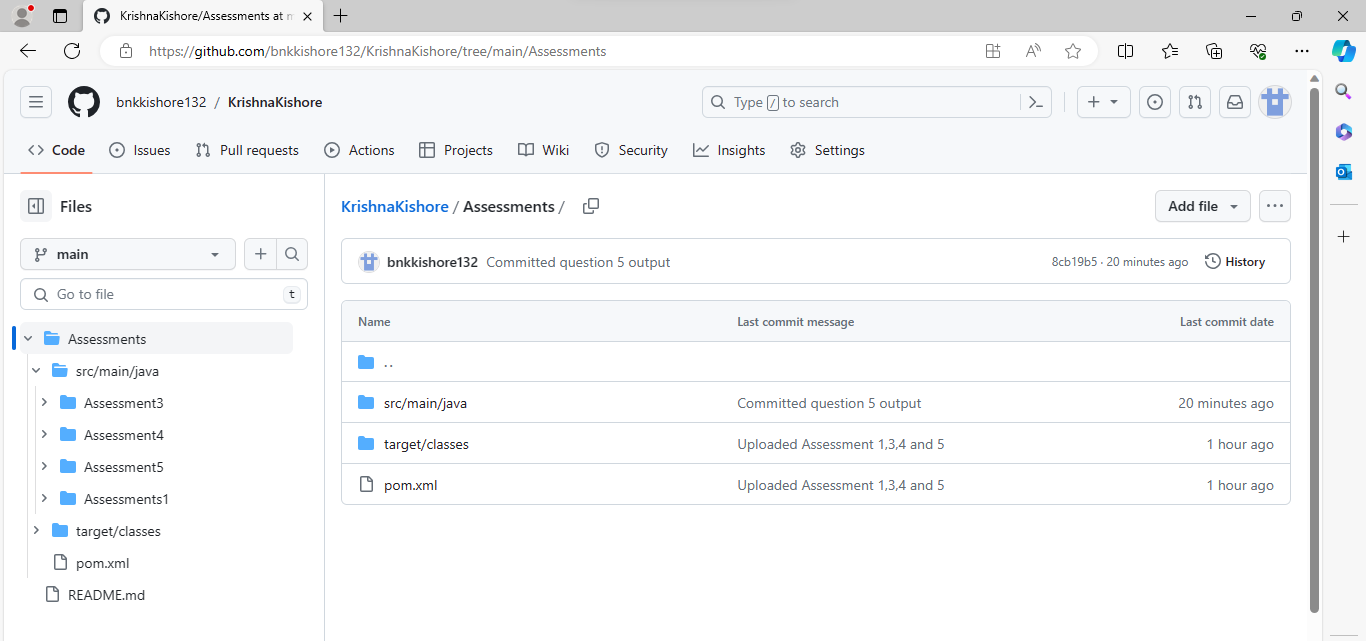 KrishnaKishore/Assessments at m
https://github.com/bnkkishore132/KrishnaKishore/tree/main/Assessments
bnkkishore132 / KrishnaKishore
Type / to search
Code Issues Pull requests Actions Projects Wiki Security Insights Settings
Files
main
Go to file t
Assessments
src/main/java
Assessment3
Assessment4
Assessment5
Assessments1
target/classes
pom.xml
README.md
KrishnaKishore / Assessments /
Add file
bnkkishore132 Committed question 5 output 8cb19b5 · 20 minutes ago History
Name Last commit message Last commit date
..
src/main/java Committed question 5 output 20 minutes ago
target/classes Uploaded Assessment 1,3,4 and 5 1 hour ago
pom.xml Uploaded Assessment 1,3,4 and 5 1 hour ago